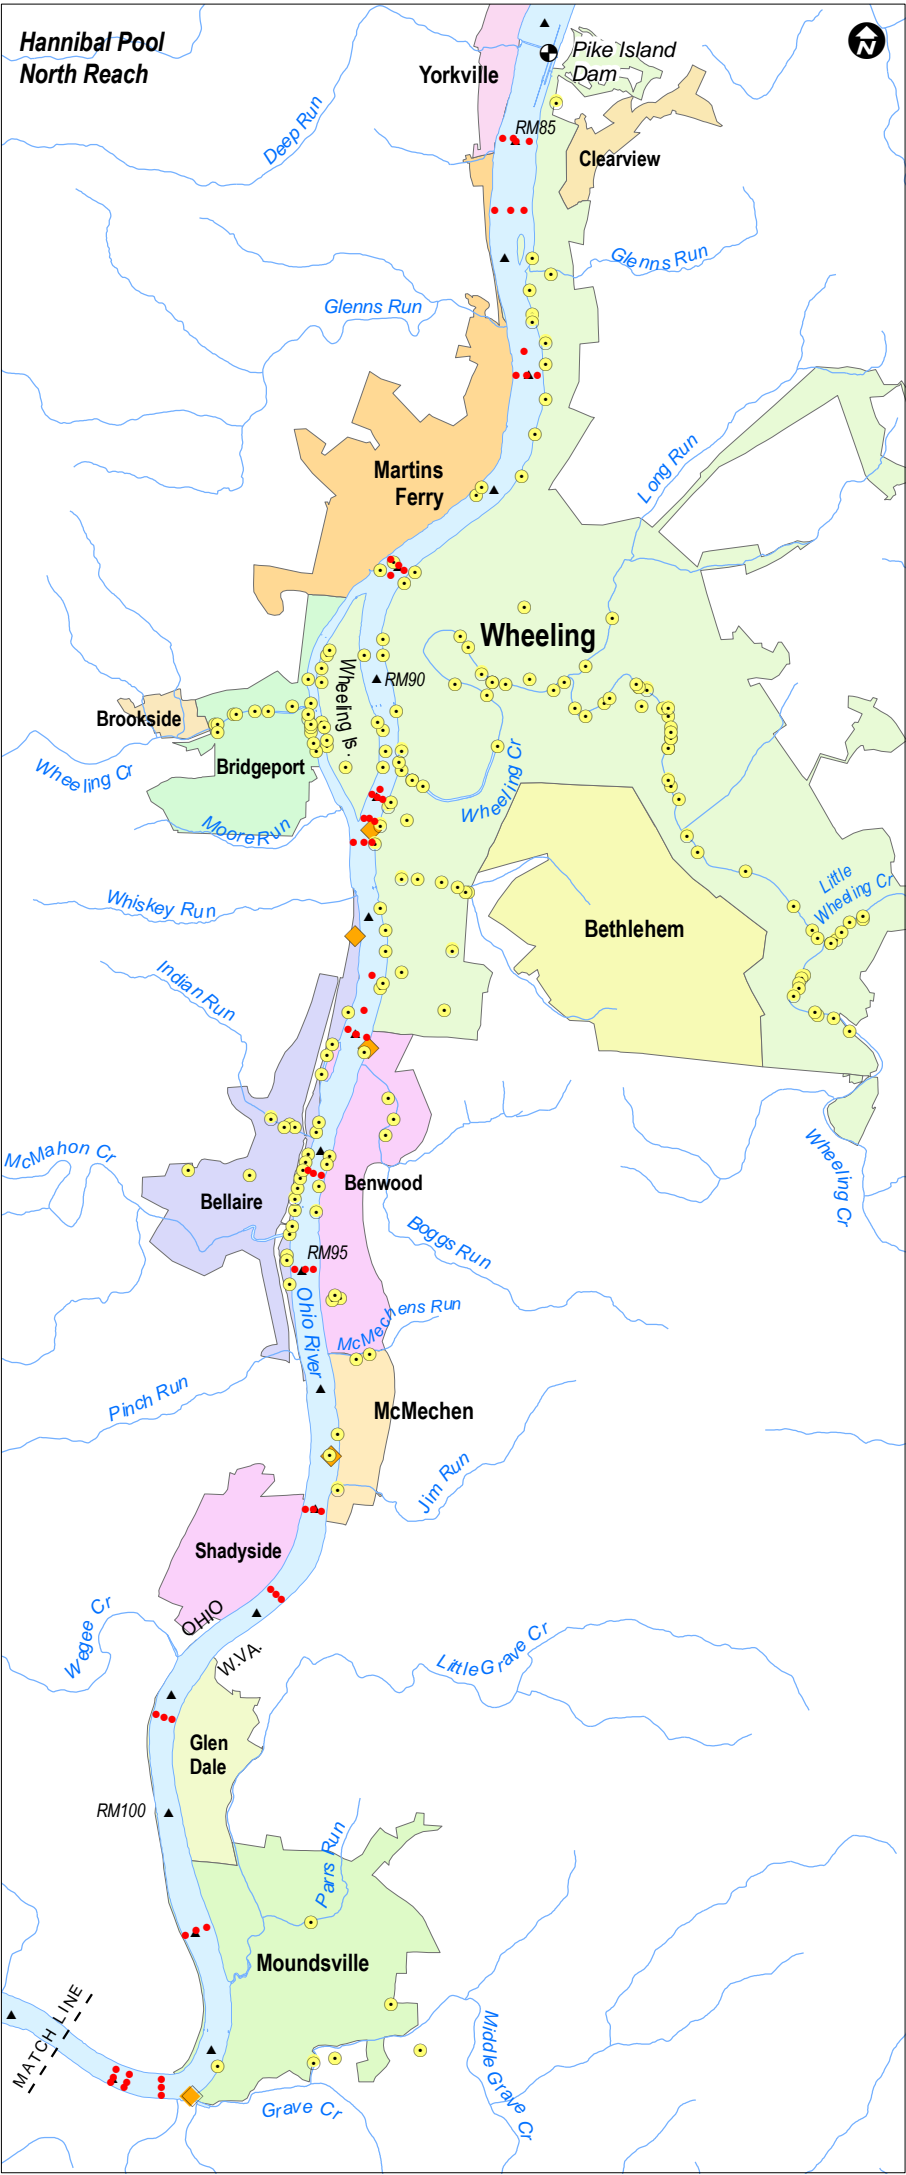 Hannibal Pool
North Reach
N
Yorkville
Pike Island
Dam
RM85
Deep Run
Clearview
Glenns Run
Glenns Run
Martins
Ferry
Long Run
Wheeling
Wheeling Is.
RM90
Brookside
Bridgeport
Wheeling Cr
Wheeling Cr
Moore Run
Little
Wheeling Cr
Whiskey Run
Bethlehem
Indian Run
McMahon Cr
Wheeling Cr
Benwood
Bellaire
Boggs Run
RM95
Ohio River
McMechens Run
Pinch Run
McMechen
Jim Run
Shadyside
OHIO
W.VA.
Wegee Cr
Little Grave Cr
Glen
Dale
RM100
Parrs Run
Moundsville
MATCH LINE
Middle Grave Cr
Grave Cr